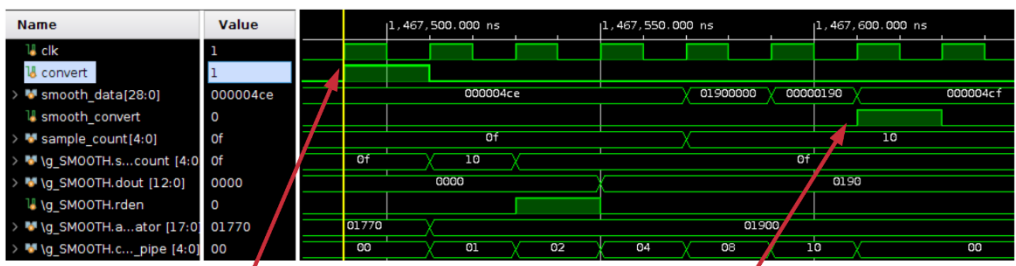 Name Value 1,467,500.000 ns 1,467,550.000 ns 1,467,600.000 ns
clk 1
convert 1
smooth_data[28:0] 000004ce 000004ce 01900000 00000190 000004cf
smooth_convert 0
sample_count[4:0] 0f 0f 10
\g_SMOOTH.s...count [4:0 0f 0f 10 0f
\g_SMOOTH.dout [12:0] 0000 0000 0190
\g_SMOOTH.rden 0
\g_SMOOTH.a...ator [17:0] 01770 01770 01900
\g_SMOOTH.c..._pipe [4:0] 00 00 01 02 04 08 10 00